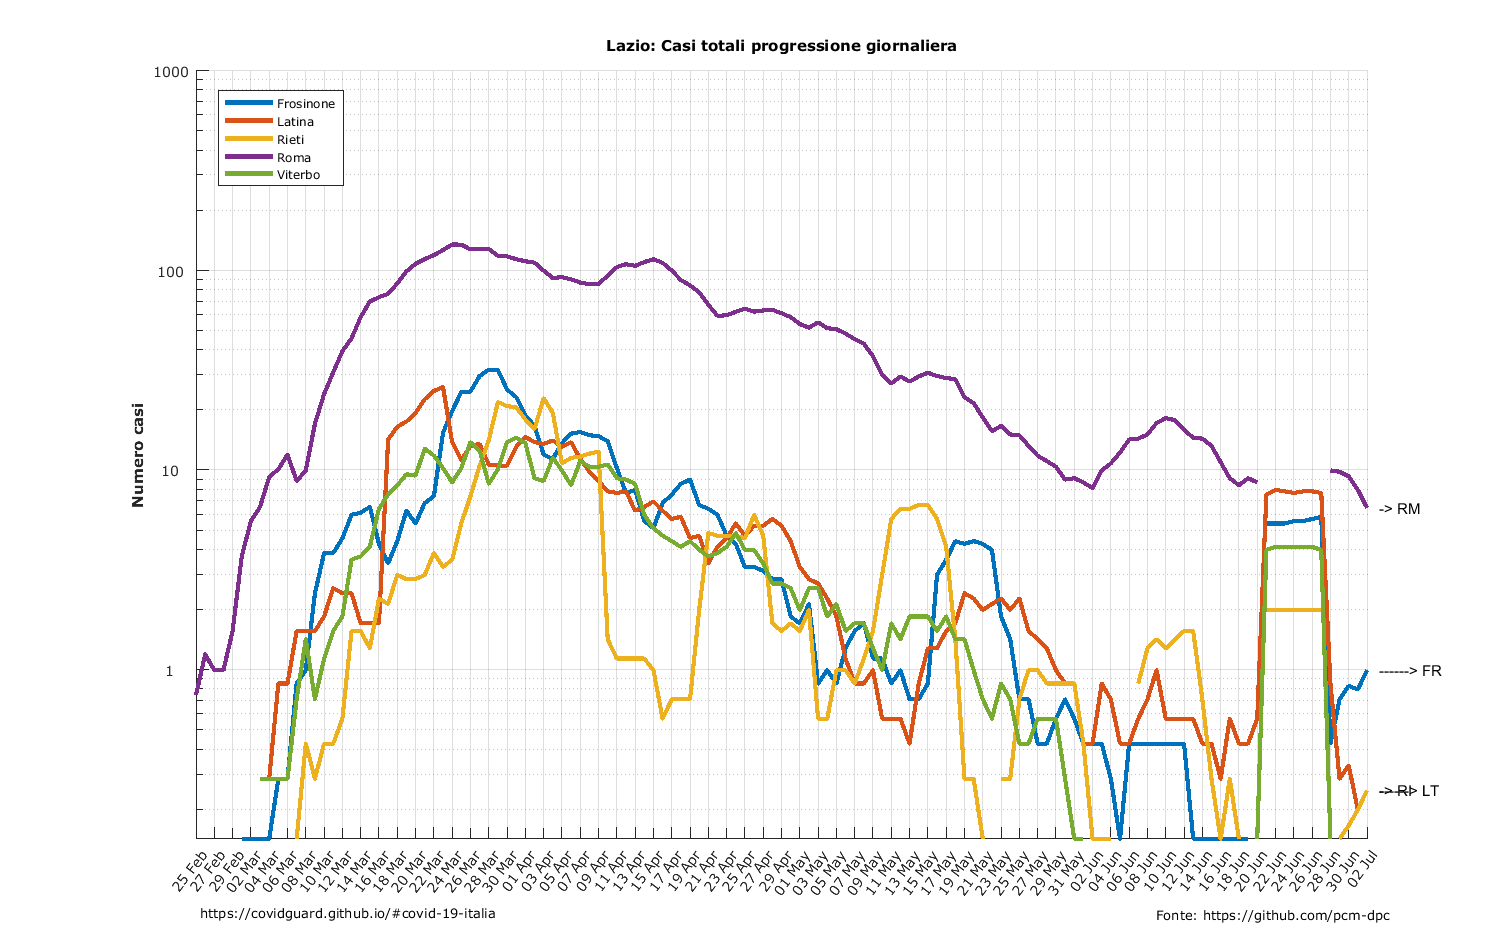 Lazio: Casi totali progressione giornaliera
1000
100
10
1
Numero casi
Frosinone
Latina
Rieti
Roma
Viterbo
-> RM
------> FR
-> RI
----> LT
25 Feb
27 Feb
29 Feb
02 Mar
04 Mar
06 Mar
08 Mar
10 Mar
12 Mar
14 Mar
16 Mar
18 Mar
20 Mar
22 Mar
24 Mar
26 Mar
28 Mar
30 Mar
01 Apr
03 Apr
05 Apr
07 Apr
09 Apr
11 Apr
13 Apr
15 Apr
17 Apr
19 Apr
21 Apr
23 Apr
25 Apr
27 Apr
29 Apr
01 May
03 May
05 May
07 May
09 May
11 May
13 May
15 May
17 May
19 May
21 May
23 May
25 May
27 May
29 May
31 May
02 Jun
04 Jun
06 Jun
08 Jun
10 Jun
12 Jun
14 Jun
16 Jun
18 Jun
20 Jun
22 Jun
24 Jun
26 Jun
28 Jun
30 Jun
02 Jul
https://covidguard.github.io/#covid-19-italia
Fonte: https://github.com/pcm-dpc